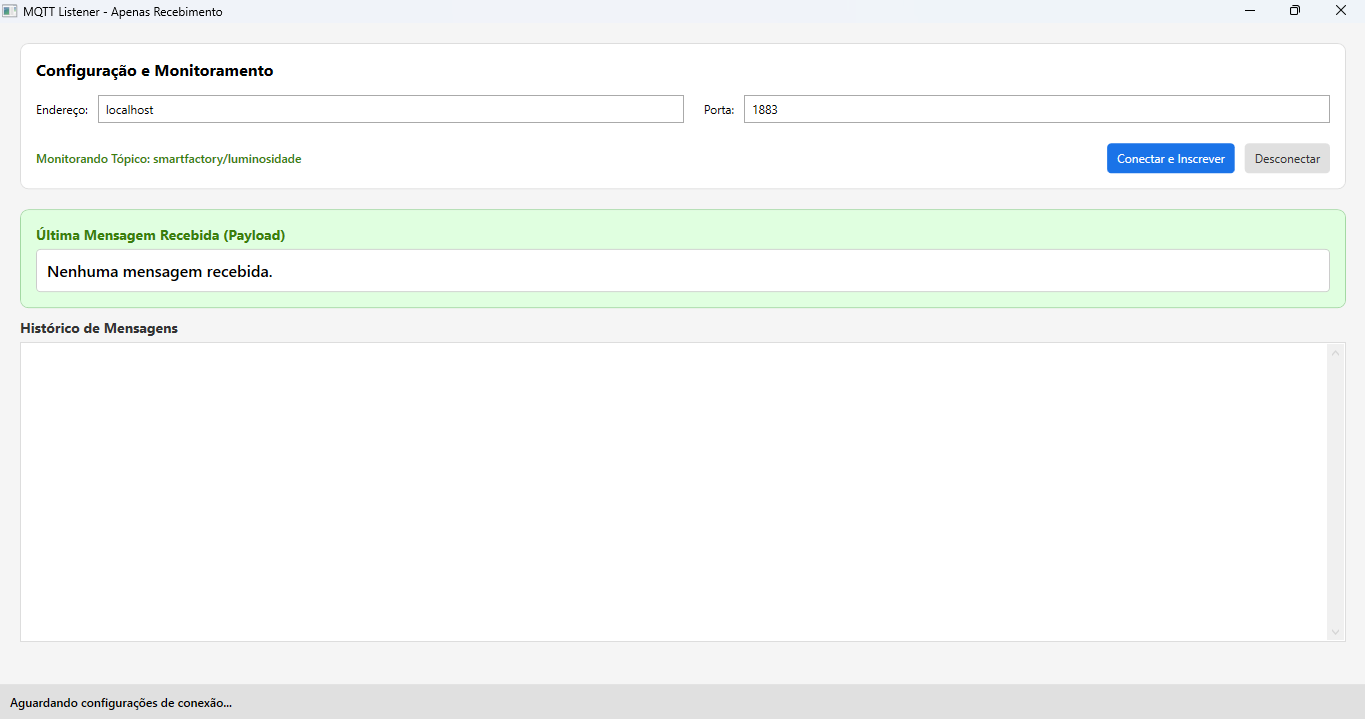 MQTT Listener - Apenas Recebimento
Configuração e Monitoramento
Endereço: localhost Porta: 1883
Monitorando Tópico: smartfactory/luminosidade Conectar e Inscrever Desconectar
Última Mensagem Recebida (Payload)
Nenhuma mensagem recebida.
Histórico de Mensagens
Aguardando configurações de conexão...